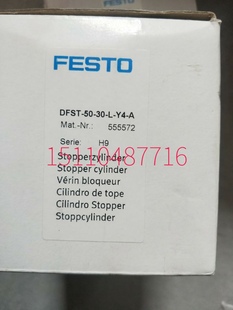 FESTO
DFST-50-30-L-Y4-A
Mat.-Nr.: 555572
Serie: H9
Stopperzylinder
15110487716
Stopper cylinder
Vérin bloqueur
Cilindro de tope
Cilindro Stopper
Stoppcylinder